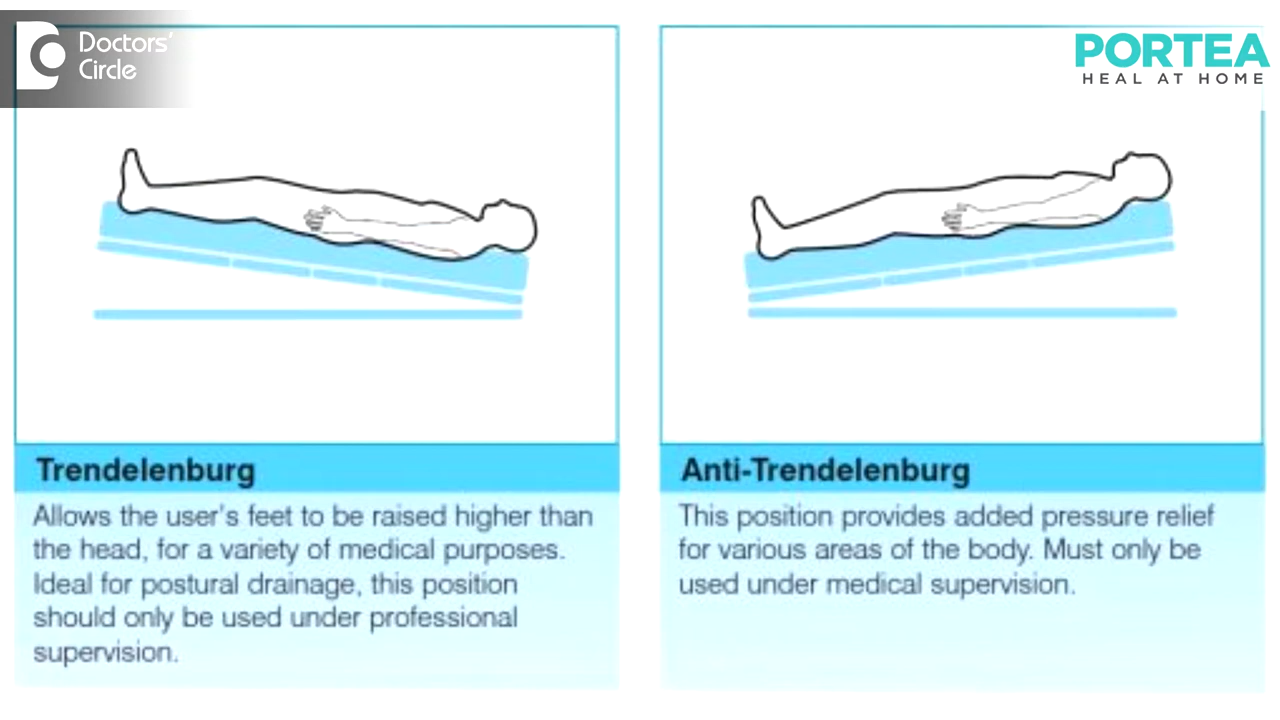 Doctors'
Circle
PORTEA
HEAL AT HOME
Trendelenburg
Allows the user's feet to be raised higher than
the head, for a variety of medical purposes.
Ideal for postural drainage, this position
should only be used under professional
supervision.
Anti-Trendelenburg
This position provides added pressure relief
for various areas of the body. Must only be
used under medical supervision.